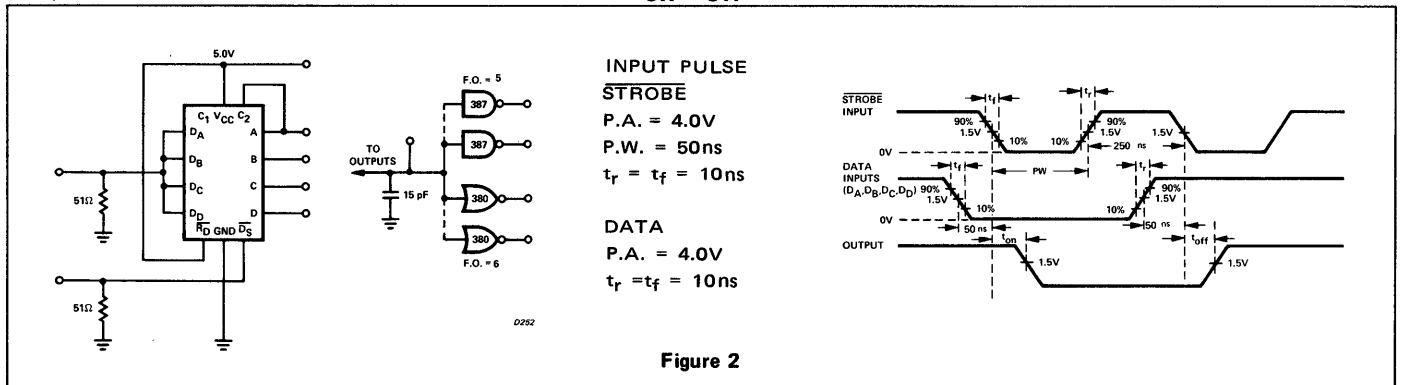 5.0V
C1 VCC C2
DA
A
DB
B
DC
C
DD
D
RD GND DS
51Ω
51Ω
TO
OUTPUTS
15 pF
F.O. = 5
387
387
380
380
F.O. = 6
D252
INPUT PULSE
STROBE
P.A. = 4.0V
P.W. = 50ns
tr = tf = 10ns
DATA
P.A. = 4.0V
tr =tf = 10ns
STROBE
INPUT
tf
tr
90%
1.5V
10%
10%
90%
1.5V
1.5V
250 ns
0V
PW
DATA
INPUTS
(DA,DB,DC,DD)
tf
tr
90%
1.5V
10%
10%
90%
1.5V
0V
50 ns
ton
50 ns
toff
OUTPUT
1.5V
1.5V
Figure 2